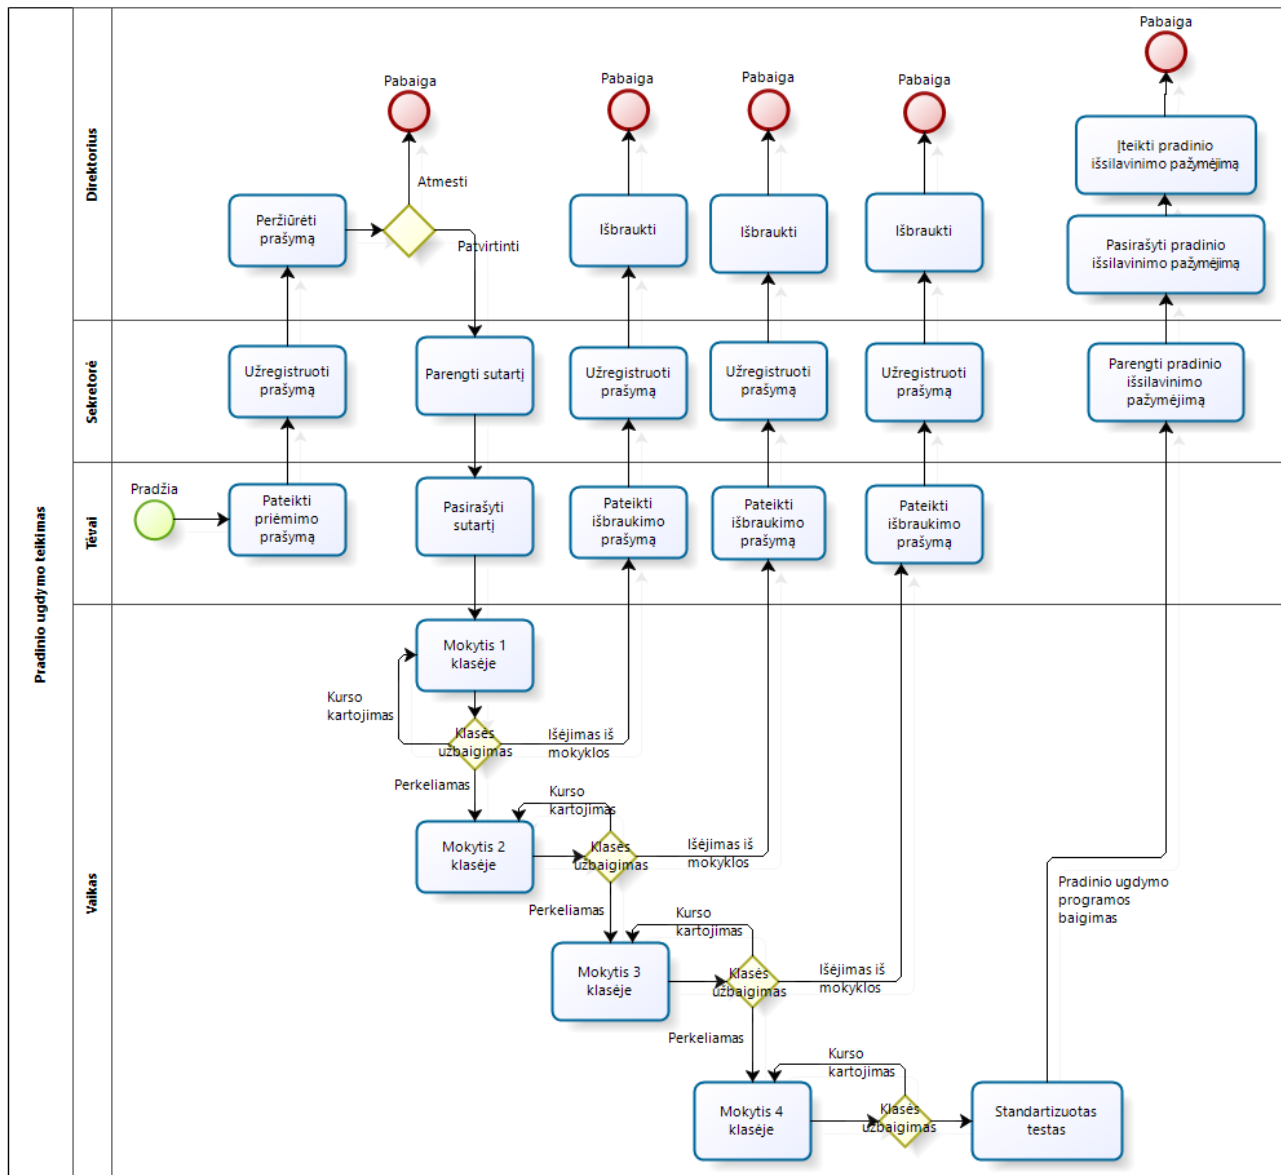 Pradinio ugdymo teikimas
Direktorius
Pabaiga
Pabaiga
Pabaiga
Pabaiga
Pabaiga
Atmesti
Peržiūrėti
prašymą
Patvirtinti
Išbraukti
Išbraukti
Išbraukti
Įteikti pradinio
išsilavinimo pažymėjimą
Pasirašyti pradinio
išsilavinimo pažymėjimą
Sekretorė
Užregistruoti
prašymą
Parengti sutartį
Užregistruoti
prašymą
Užregistruoti
prašymą
Užregistruoti
prašymą
Parengti pradinio
išsilavinimo
pažymėjimą
Tėvai
Pradžia
Pateikti
priėmimo
prašymą
Pasirašyti
sutartį
Pateikti
išbraukimo
prašymą
Pateikti
išbraukimo
prašymą
Pateikti
išbraukimo
prašymą
Vaikas
Mokytis 1
klasėje
Kurso
kartojimas
Klasės
užbaigimas
Išėjimas iš
mokyklos
Perkeliamas
Kurso
kartojimas
Mokytis 2
klasėje
Klasės
užbaigimas
Išėjimas iš
mokyklos
Pradinio ugdymo
programos
baigimas
Perkeliamas
Kurso
kartojimas
Mokytis 3
klasėje
Klasės
užbaigimas
Išėjimas iš
mokyklos
Perkeliamas
Kurso
kartojimas
Mokytis 4
klasėje
Klasės
užbaigimas
Standartizuotas
testas